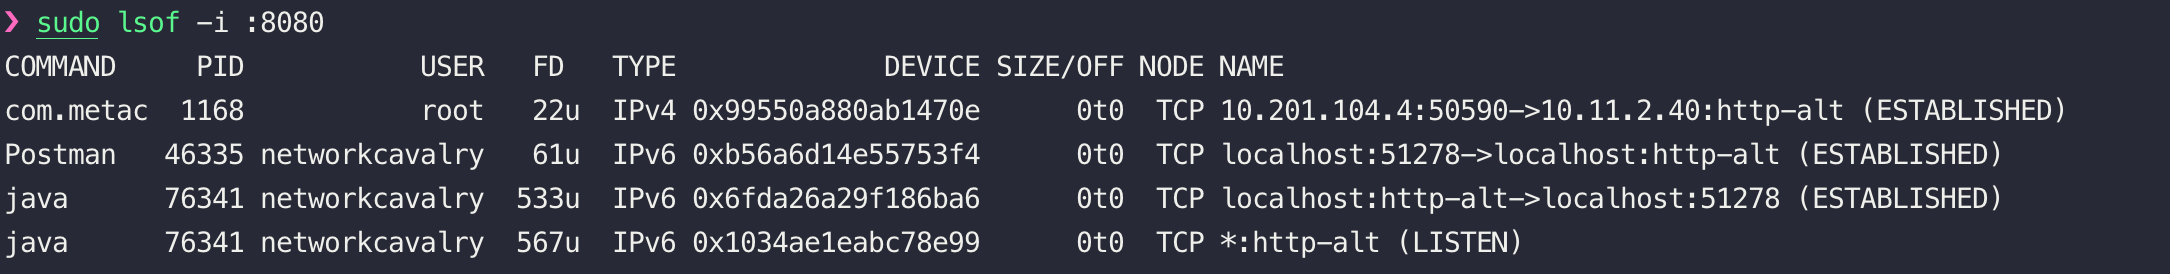 ❯ sudo lsof -i :8080
COMMAND     PID           USER   FD   TYPE             DEVICE SIZE/OFF NODE NAME
com.metac  1168           root   22u  IPv4 0x99550a880ab1470e      0t0  TCP 10.201.104.4:50590->10.11.2.40:http-alt (ESTABLISHED)
Postman   46335 networkcavalry   61u  IPv6 0xb56a6d14e55753f4      0t0  TCP localhost:51278->localhost:http-alt (ESTABLISHED)
java      76341 networkcavalry  533u  IPv6 0x6fda26a29f186ba6      0t0  TCP localhost:http-alt->localhost:51278 (ESTABLISHED)
java      76341 networkcavalry  567u  IPv6 0x1034ae1eabc78e99      0t0  TCP *:http-alt (LISTEN)